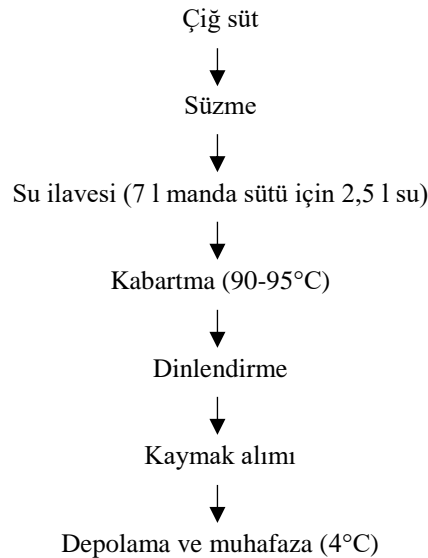 Çiğ süt
Süzme
Su ilavesi (7 l manda sütü için 2,5 l su)
Kabartma (90-95°C)
Dinlendirme
Kaymak alımı
Depolama ve muhafaza (4°C)